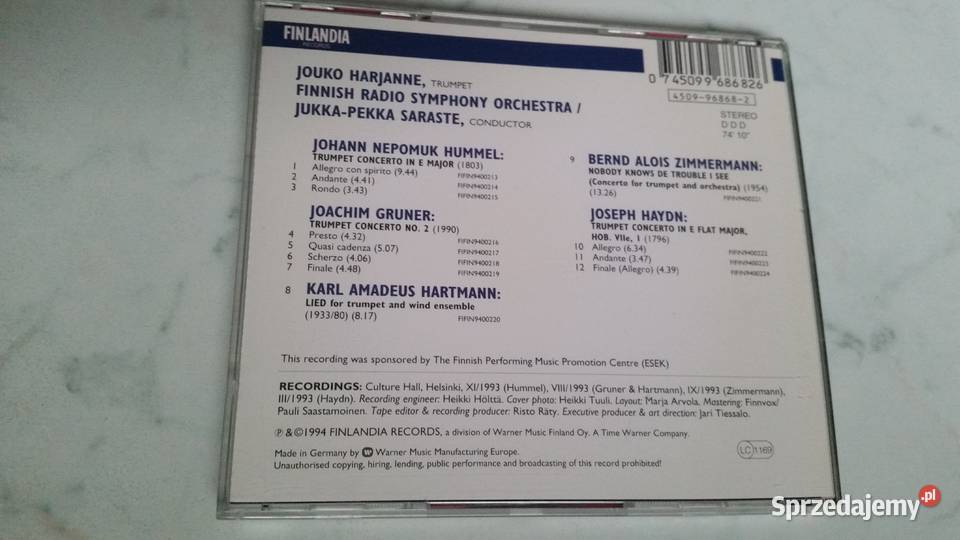 FINLANDIA
RECORDS
0 745099 686826
4509-96868-2
STEREO
DDD
74' 10"
JOUKO HARJANNE, TRUMPET
FINNISH RADIO SYMPHONY ORCHESTRA /
JUKKA-PEKKA SARASTE, CONDUCTOR
JOHANN NEPOMUK HUMMEL:
TRUMPET CONCERTO IN E MAJOR (1803)
1 Allegro con spirito (9.44) FIFIN9400213
2 Andante (4.41) FIFIN9400214
3 Rondo (3.43) FIFIN9400215
JOACHIM GRUNER:
TRUMPET CONCERTO NO. 2 (1990)
4 Presto (4.32) FIFIN9400216
5 Quasi cadenza (5.07) FIFIN9400217
6 Scherzo (4.06) FIFIN9400218
7 Finale (4.48) FIFIN9400219
8 KARL AMADEUS HARTMANN:
LIED for trumpet and wind ensemble
(1933/80) (8.17) FIFIN9400220
9 BERND ALOIS ZIMMERMANN:
NOBODY KNOWS DE TROUBLE I SEE
(Concerto for trumpet and orchestra) (1954)
(13.26) FIFIN9400221
JOSEPH HAYDN:
TRUMPET CONCERTO IN E FLAT MAJOR,
HOB. VIIe, 1 (1796)
10 Allegro (6.34) FIFIN9400222
11 Andante (3.47) FIFIN9400223
12 Finale (Allegro) (4.39) FIFIN9400224
This recording was sponsored by The Finnish Performing Music Promotion Centre (ESEK)
RECORDINGS: Culture Hall, Helsinki, XI/1993 (Hummel), VIII/1993 (Gruner & Hartmann), IX/1993 (Zimmermann),
III/1993 (Haydn). Recording engineer: Heikki Hölttä. Cover photo: Heikki Tuuli. Layout: Marja Arvola. Mastering: Finnvox/
Pauli Saastamoinen. Tape editor & recording producer: Risto Räty. Executive producer & art direction: Jari Tiessalo.
℗ &©1994 FINLANDIA RECORDS, a division of Warner Music Finland Oy. A Time Warner Company.
Made in Germany by Warner Music Manufacturing Europe.
Unauthorised copying, hiring, lending, public performance and broadcasting of this record prohibited!
LC 1169
Sprzedajemy.pl